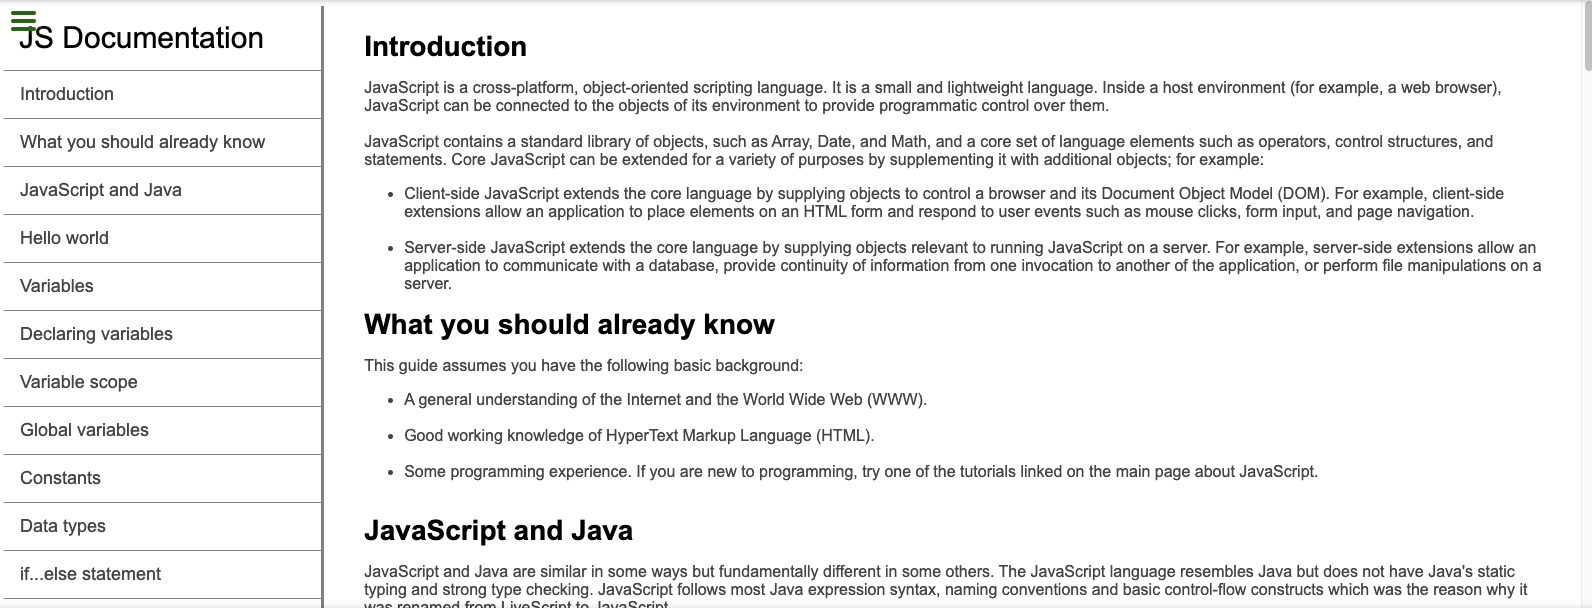 JS Documentation
Introduction
What you should already know
JavaScript and Java
Hello world
Variables
Declaring variables
Variable scope
Global variables
Constants
Data types
if...else statement
Introduction
JavaScript is a cross-platform, object-oriented scripting language. It is a small and lightweight language. Inside a host environment (for example, a web browser),
JavaScript can be connected to the objects of its environment to provide programmatic control over them.
JavaScript contains a standard library of objects, such as Array, Date, and Math, and a core set of language elements such as operators, control structures, and
statements. Core JavaScript can be extended for a variety of purposes by supplementing it with additional objects; for example:
• Client-side JavaScript extends the core language by supplying objects to control a browser and its Document Object Model (DOM). For example, client-side
extensions allow an application to place elements on an HTML form and respond to user events such as mouse clicks, form input, and page navigation.
• Server-side JavaScript extends the core language by supplying objects relevant to running JavaScript on a server. For example, server-side extensions allow an
application to communicate with a database, provide continuity of information from one invocation to another of the application, or perform file manipulations on a
server.
What you should already know
This guide assumes you have the following basic background:
• A general understanding of the Internet and the World Wide Web (WWW).
• Good working knowledge of HyperText Markup Language (HTML).
• Some programming experience. If you are new to programming, try one of the tutorials linked on the main page about JavaScript.
JavaScript and Java
JavaScript and Java are similar in some ways but fundamentally different in some others. The JavaScript language resembles Java but does not have Java's static
typing and strong type checking. JavaScript follows most Java expression syntax, naming conventions and basic control-flow constructs which was the reason why it
was renamed from LiveScript to JavaScript.